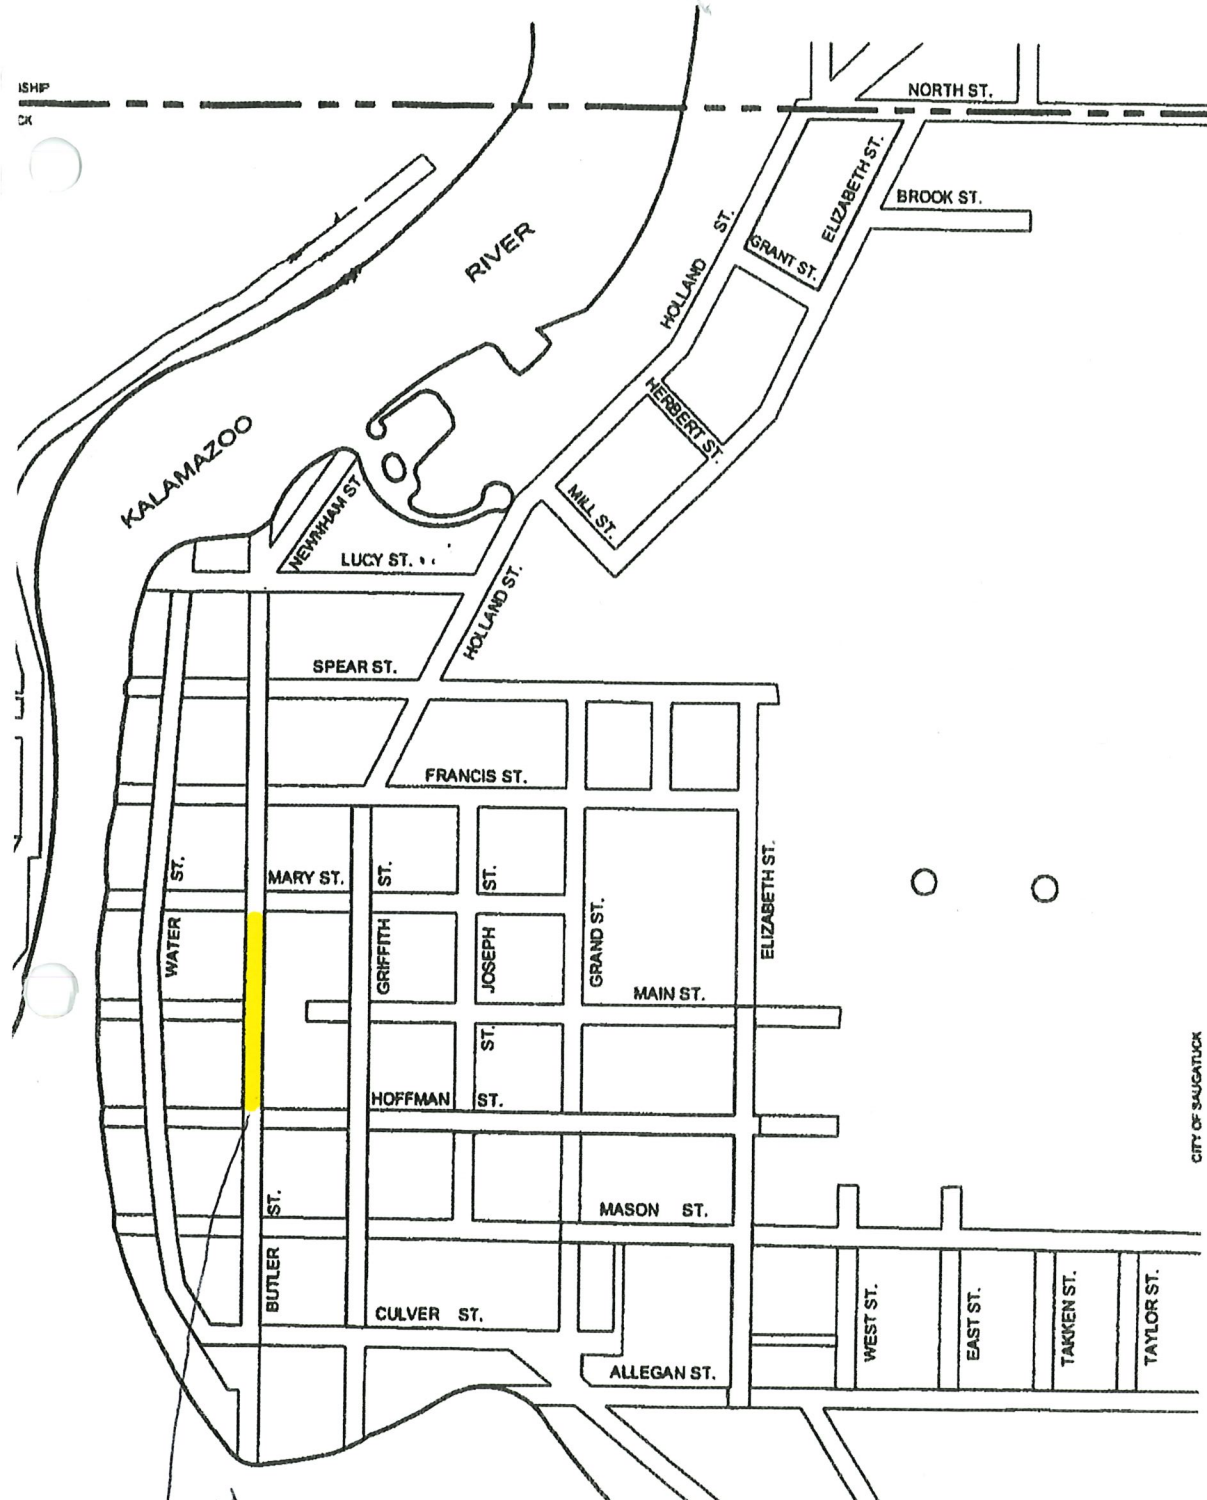 NORTH ST.
ELIZABETH ST.
BROOK ST.
HOLLAND ST.
GRANT ST.
RIVER
HERBERT ST.
KALAMAZOO
MILL ST.
NEWNHAM ST
LUCY ST.
HOLLAND ST.
SPEAR ST.
FRANCIS ST.
WATER ST.
MARY ST.
GRIFFITH ST.
JOSEPH ST.
GRAND ST.
ELIZABETH ST.
MAIN ST.
ST.
HOFFMAN ST.
CITY OF SAUGATUCK
MASON ST.
BUTLER ST.
CULVER ST.
WEST ST.
EAST ST.
TAKKEN ST.
TAYLOR ST.
ALLEGAN ST.